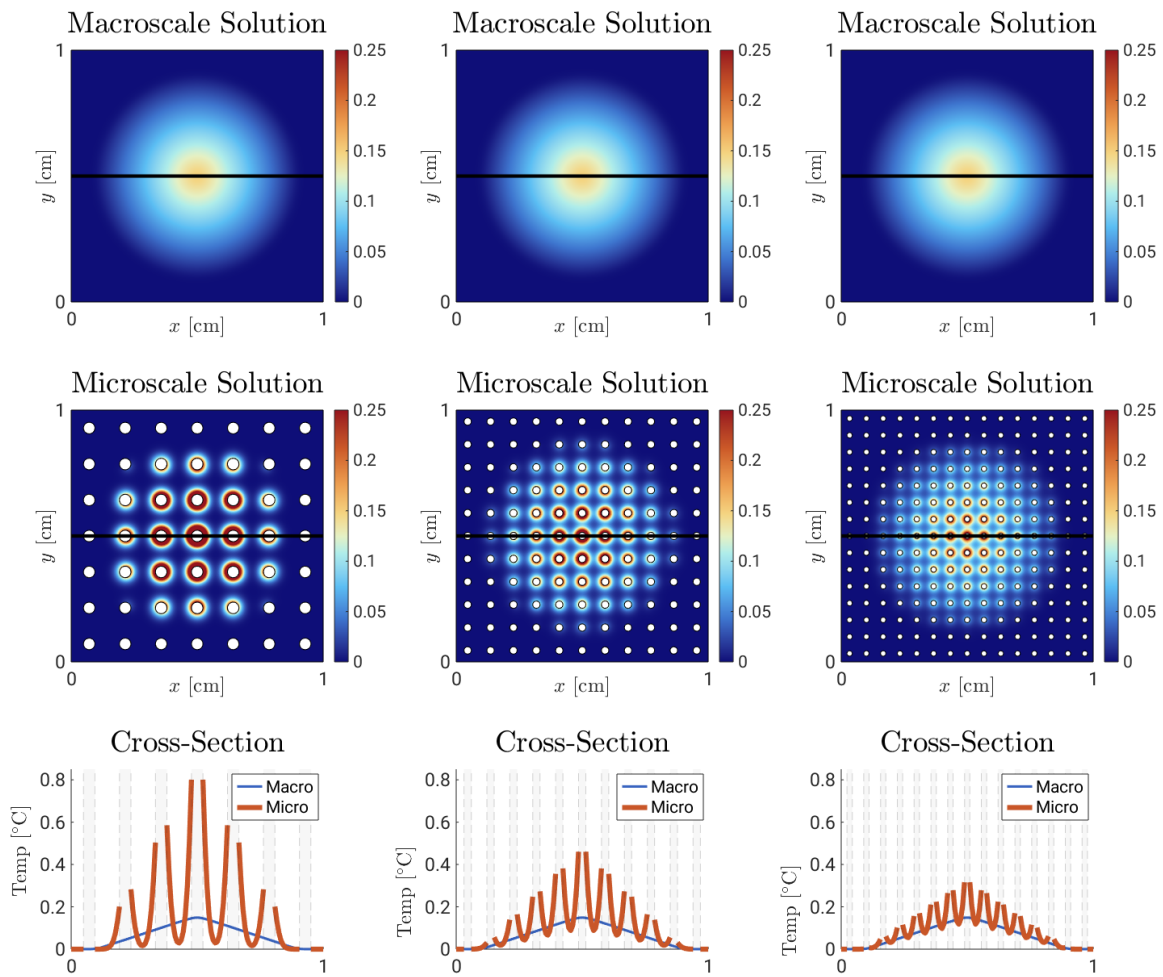 Macroscale Solution Macroscale Solution Macroscale Solution
1 0.25 1 0.25 1 0.25
0.2 0.2 0.2
y [cm] 0.15 y [cm] 0.15 y [cm] 0.15
0.1 0.1 0.1
0.05 0.05 0.05
0 0 0 0 0 0
0 x [cm] 1 0 x [cm] 1 0 x [cm] 1
Microscale Solution Microscale Solution Microscale Solution
1 0.25 1 0.25 1 0.25
0.2 0.2 0.2
y [cm] 0.15 y [cm] 0.15 y [cm] 0.15
0.1 0.1 0.1
0.05 0.05 0.05
0 0 0 0 0 0
0 x [cm] 1 0 x [cm] 1 0 x [cm] 1
Cross-Section Cross-Section Cross-Section
0.8 Macro 0.8 Macro 0.8 Macro
0.6 Micro 0.6 Micro 0.6 Micro
Temp [°C] Temp [°C] Temp [°C]
0.4 0.4 0.4
0.2 0.2 0.2
0 0 0
0 1 0 1 0 1